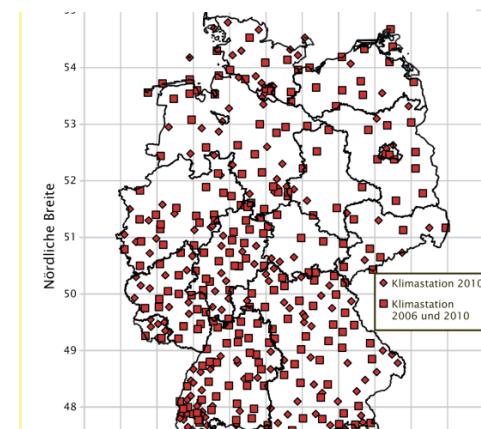 54
53
52
51
50
49
48
Nördliche Breite
Klimastation 2010
Klimastation
2006 und 2010